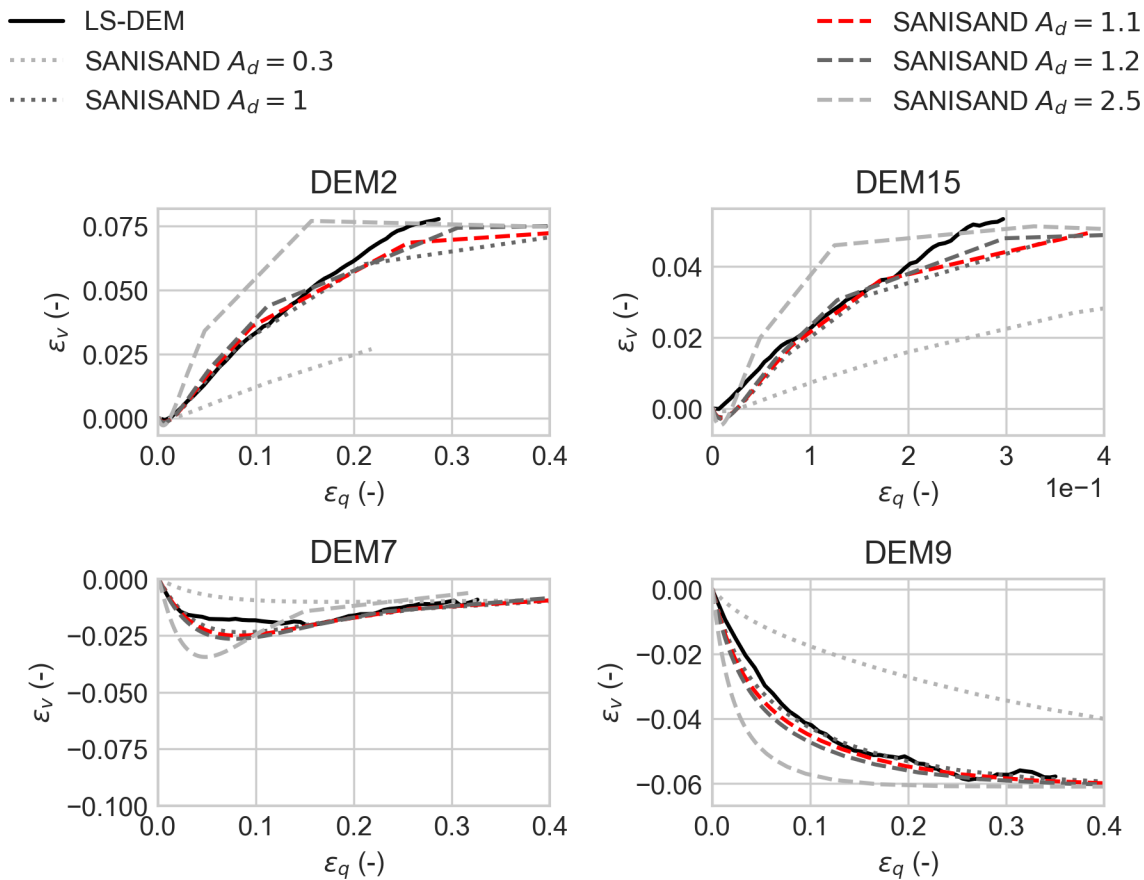 LS-DEM
SANISAND A_d = 0.3
SANISAND A_d = 1
SANISAND A_d = 1.1
SANISAND A_d = 1.2
SANISAND A_d = 2.5
DEM2
0.075
0.050
0.025
0.000
ε_v (-)
0.0 0.1 0.2 0.3 0.4
ε_q (-)
DEM15
0.04
0.02
0.00
ε_v (-)
0 1 2 3 4
ε_q (-)
1e−1
DEM7
0.000
−0.025
−0.050
−0.075
−0.100
ε_v (-)
0.0 0.1 0.2 0.3 0.4
ε_q (-)
DEM9
0.00
−0.02
−0.04
−0.06
ε_v (-)
0.0 0.1 0.2 0.3 0.4
ε_q (-)